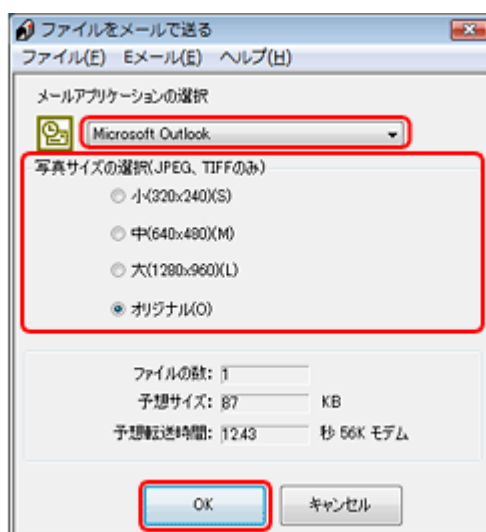 ファイルをメールで送る
ファイル(F) Eメール(E) ヘルプ(H)
メールアプリケーションの選択
Microsoft Outlook
写真サイズの選択(JPEG、TIFFのみ)
小(320x240)(S)
中(640x480)(M)
大(1280x960)(L)
オリジナル(O)
ファイルの数: 1
予想サイズ: 87 KB
予想転送時間: 12.43 秒 56K モデム
OK キャンセル